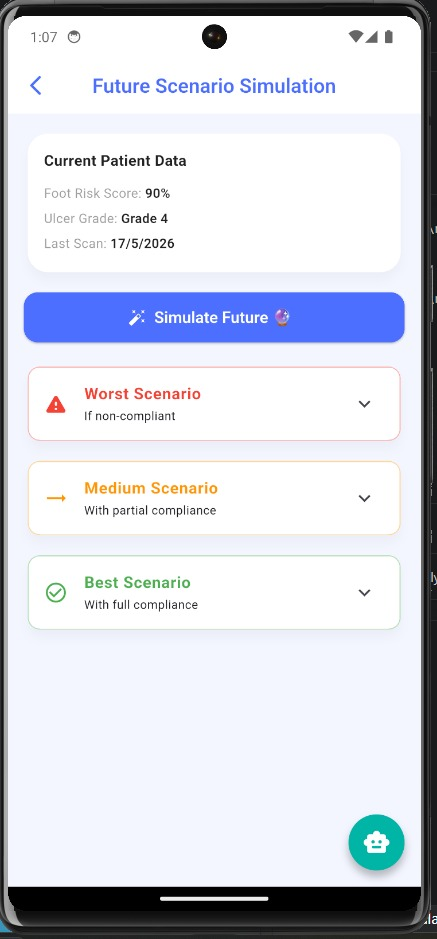 1:07
Future Scenario Simulation
Current Patient Data
Foot Risk Score: 90%
Ulcer Grade: Grade 4
Last Scan: 17/5/2026
Simulate Future 🔮
Worst Scenario
If non-compliant
Medium Scenario
With partial compliance
Best Scenario
With full compliance